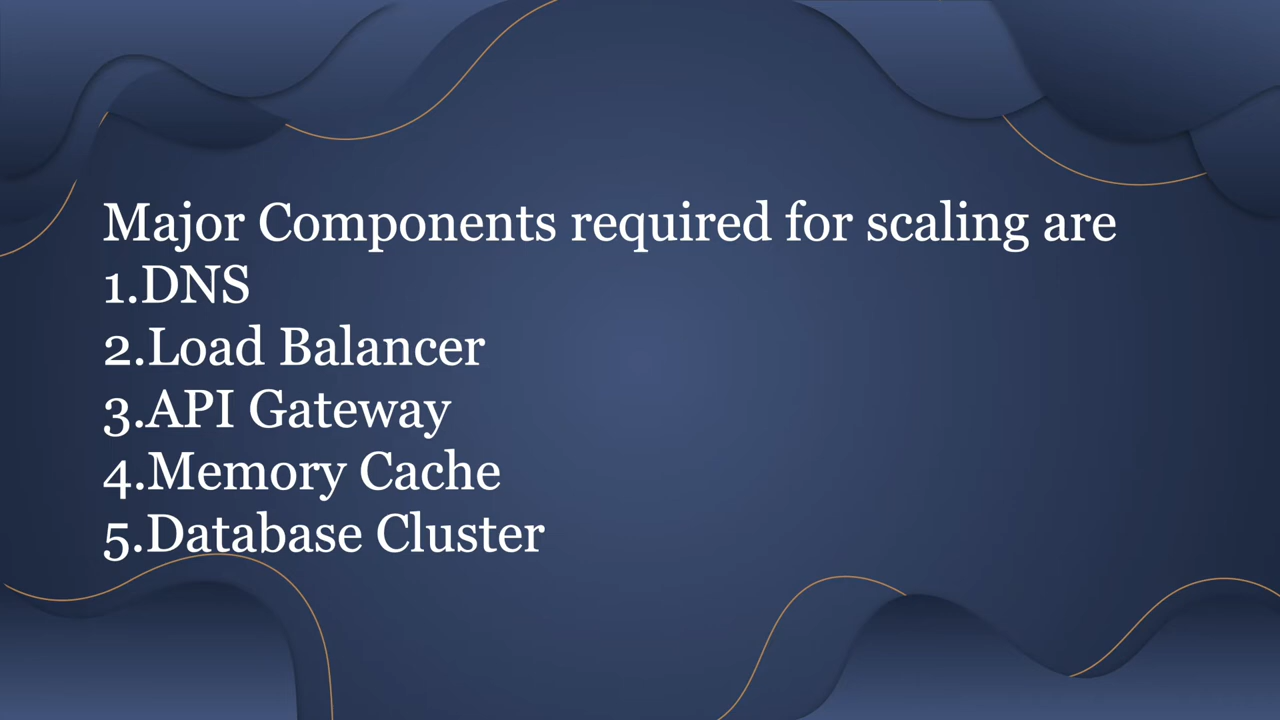 Major Components required for scaling are
1.DNS
2.Load Balancer
3.API Gateway
4.Memory Cache
5.Database Cluster